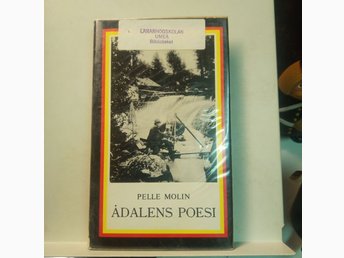 LÄRARHÖGSKOLAN
UMEÅ
Biblioteket
PELLE MOLIN
ÅDALENS POESI